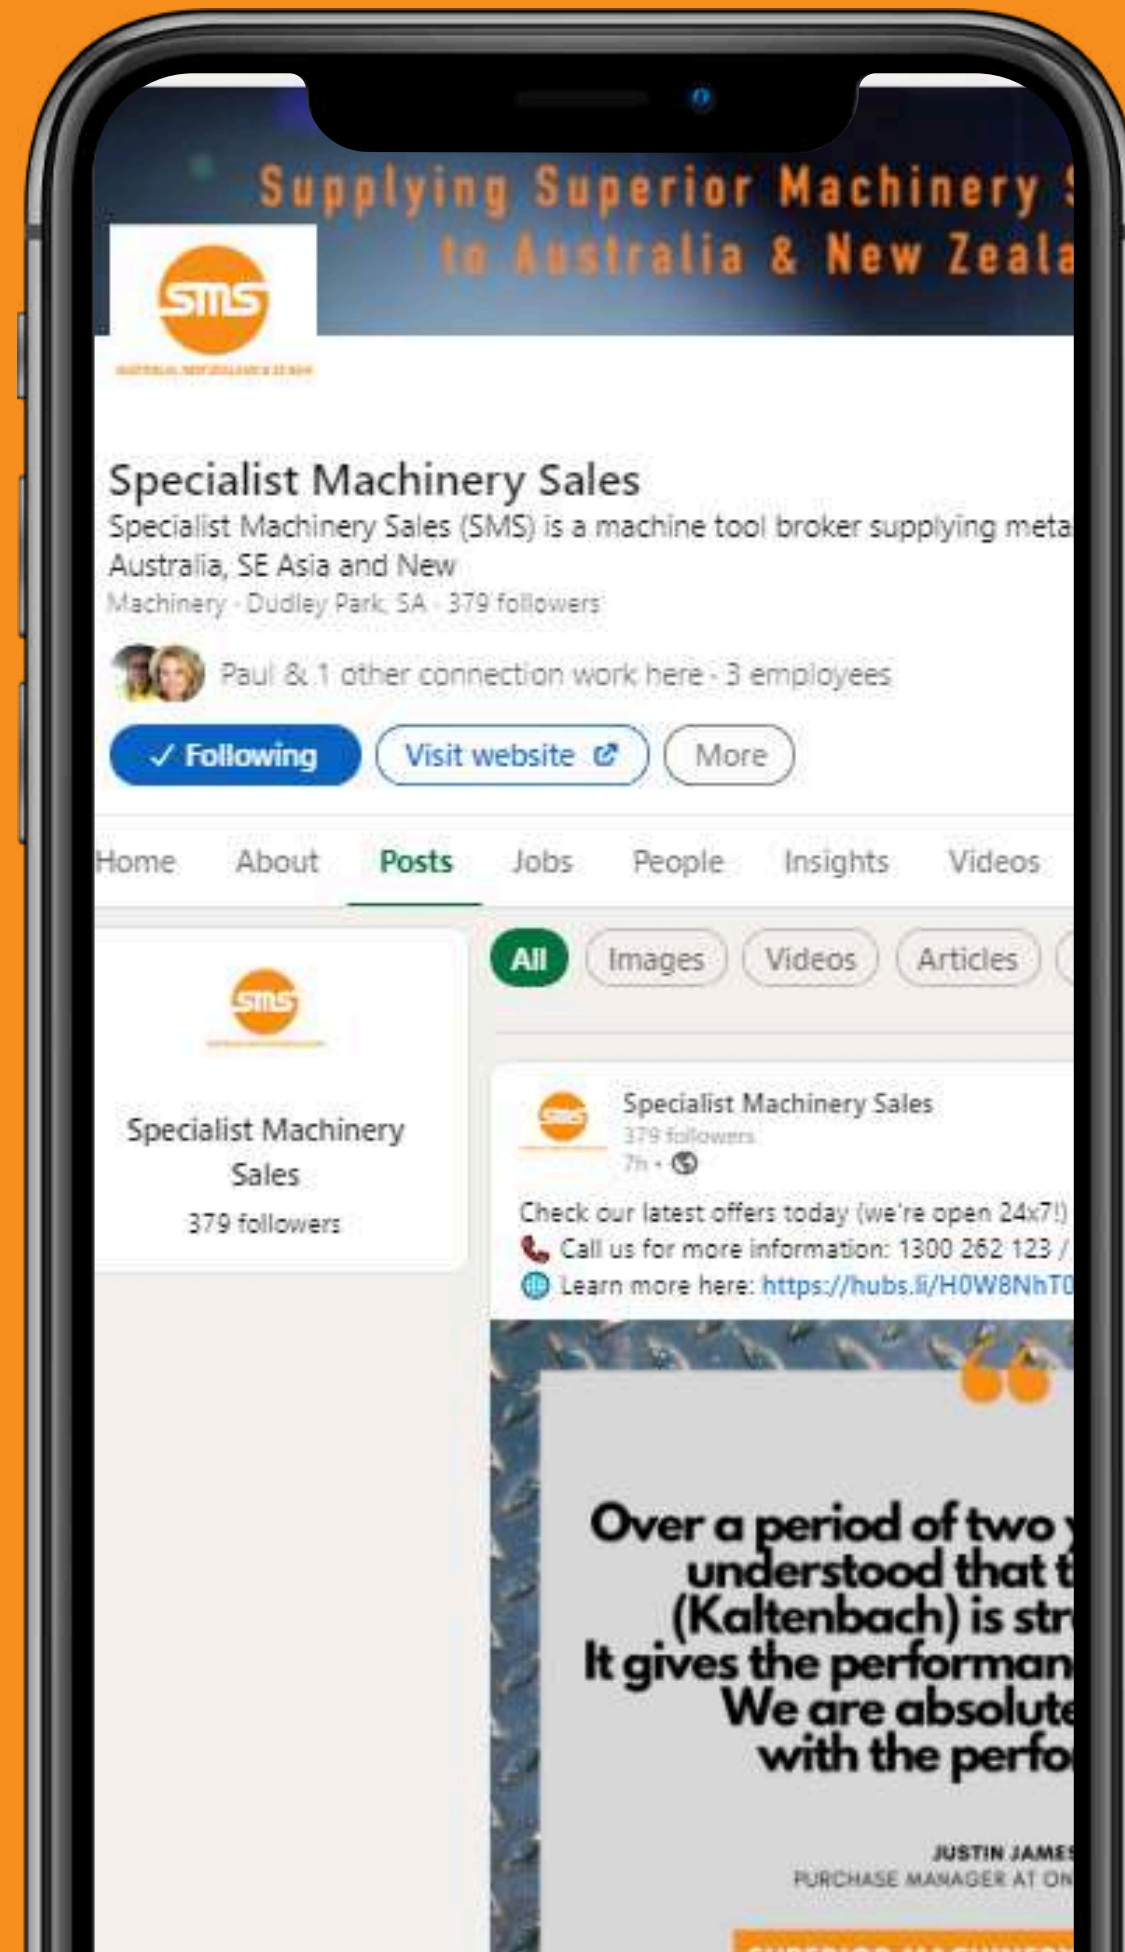 Supplying Superior Machinery
to Australia & New Zeala
sms
Specialist Machinery Sales
Specialist Machinery Sales (SMS) is a machine tool broker supplying meta
Australia, SE Asia and New
Machinery · Dudley Park, SA · 379 followers
Paul & 1 other connection work here · 3 employees
✓ Following
Visit website
More
Home About Posts Jobs People Insights Videos
All Images Videos Articles
sms
Specialist Machinery
Sales
379 followers
sms
Specialist Machinery Sales
379 followers
7h •
Check our latest offers today (we're open 24x7!)
Call us for more information: 1300 262 123 /
Learn more here: https://hubs.li/H0W8NhT0
Over a period of two y
understood that t
(Kaltenbach) is str
It gives the performan
We are absolute
with the perfo
JUSTIN JAMES
PURCHASE MANAGER AT ON